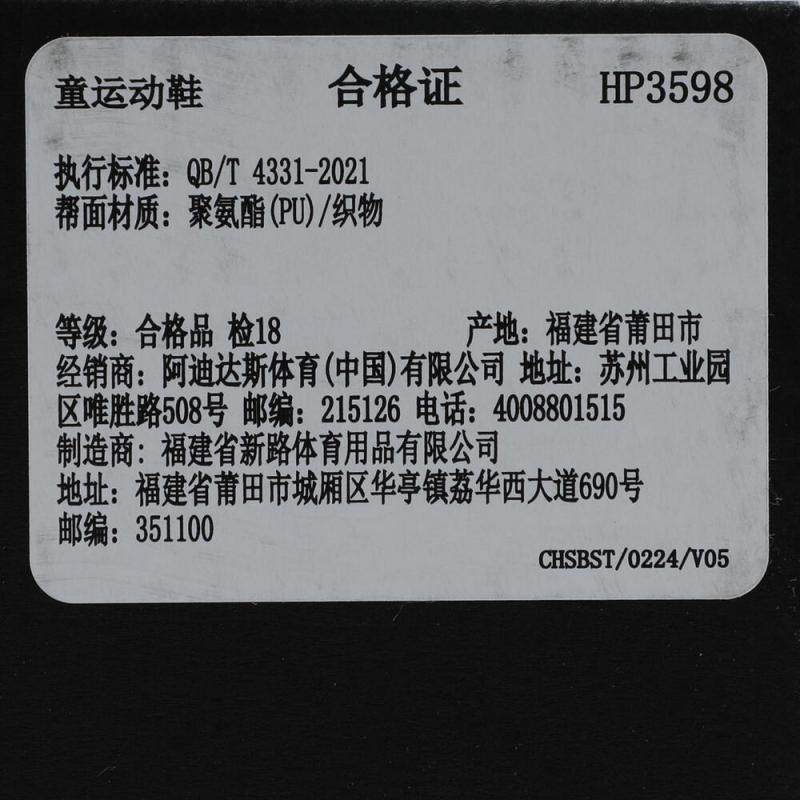 童运动鞋 合格证 HP3598
执行标准：QB/T 4331-2021
帮面材质：聚氨酯(PU)/织物
等级：合格品 检18 产地：福建省莆田市
经销商：阿迪达斯体育(中国)有限公司 地址：苏州工业园
区唯胜路508号 邮编：215126 电话：4008801515
制造商：福建省新路体育用品有限公司
地址：福建省莆田市城厢区华亭镇荔华西大道690号
邮编：351100
CHSBST/0224/V05